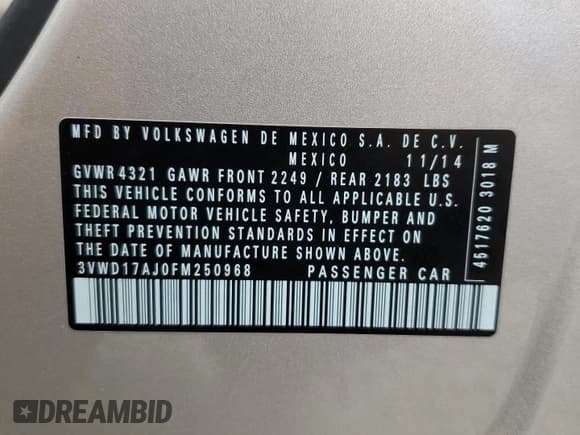 MFD BY VOLKSWAGEN DE MEXICO S.A. DE C.V.
MEXICO 11/14
GVWR 4321 GAWR FRONT 2249 / REAR 2183 LBS
THIS VEHICLE CONFORMS TO ALL APPLICABLE U.S.
FEDERAL MOTOR VEHICLE SAFETY, BUMPER AND
THEFT PREVENTION STANDARDS IN EFFECT ON
THE DATE OF MANUFACTURE SHOWN ABOVE.
3VWD17AJ0FM250968 PASSENGER CAR
4517620 3018 M
DREAMBID